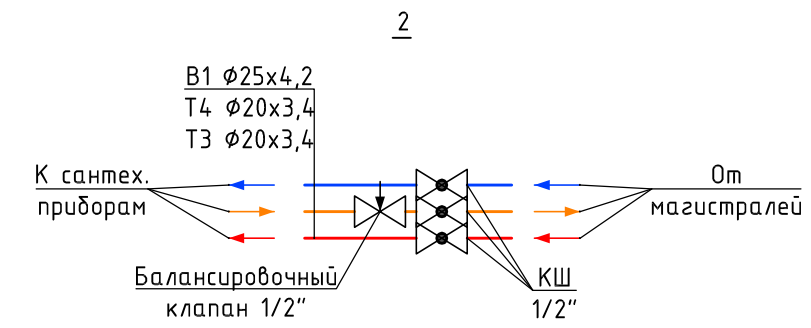 2
В1 Ø25x4,2
Т4 Ø20x3,4
Т3 Ø20x3,4
К сантех.
приборам
От
магистралей
Балансировочный
клапан 1/2"
КШ
1/2"